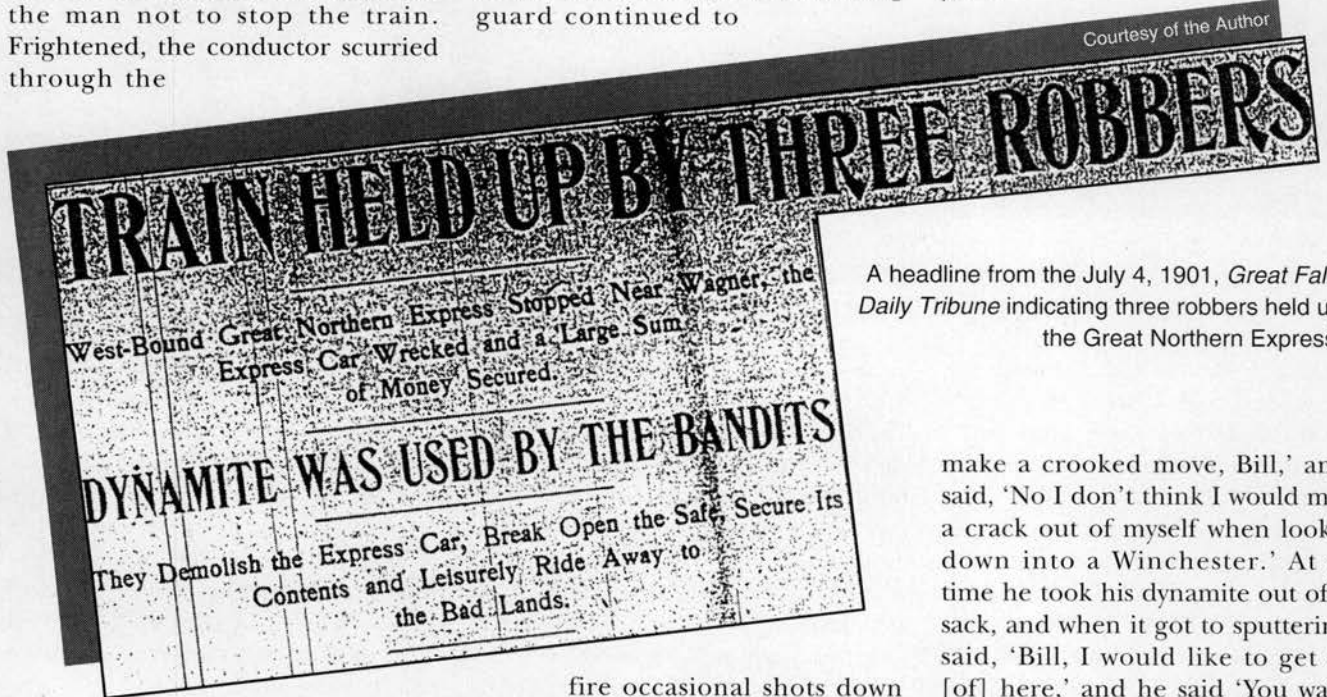 the man not to stop the train.
Frightened, the conductor scurried
through the
guard continued to
Courtesy of the Author
TRAIN HELD UP BY THREE ROBBERS
West-Bound Great Northern Express Stopped Near Wagner, the
Express Car Wrecked and a Large Sum
of Money Secured.
DYNAMITE WAS USED BY THE BANDITS
They Demolish the Express Car, Break Open the Safe, Secure Its
Contents and Leisurely Ride Away to
the Bad Lands.
A headline from the July 4, 1901, Great Fal
Daily Tribune indicating three robbers held u
the Great Northern Express
fire occasional shots down
make a crooked move, Bill,' an
said, 'No I don't think I would m
a crack out of myself when look
down into a Winchester.' At
time he took his dynamite out of
sack, and when it got to sputterin
said, 'Bill, I would like to get
[of] here,' and he said 'You wa